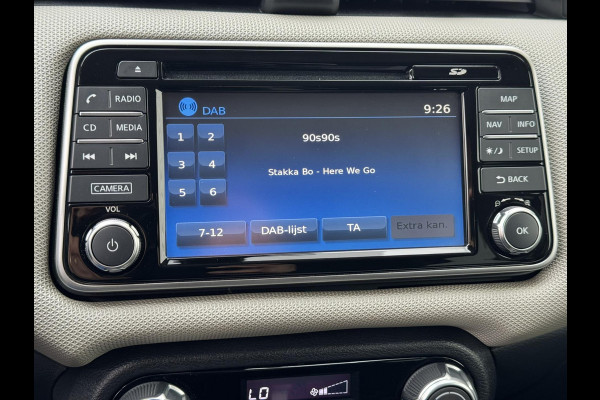 SD
RADIO
MAP
CD
MEDIA
NAV
INFO
SETUP
CAMERA
BACK
VOL
OK
DAB
9:26
1
2
90s90s
3
4
Stakka Bo - Here We Go
5
6
7-12
DAB-lijst
TA
Extra kan.
LO